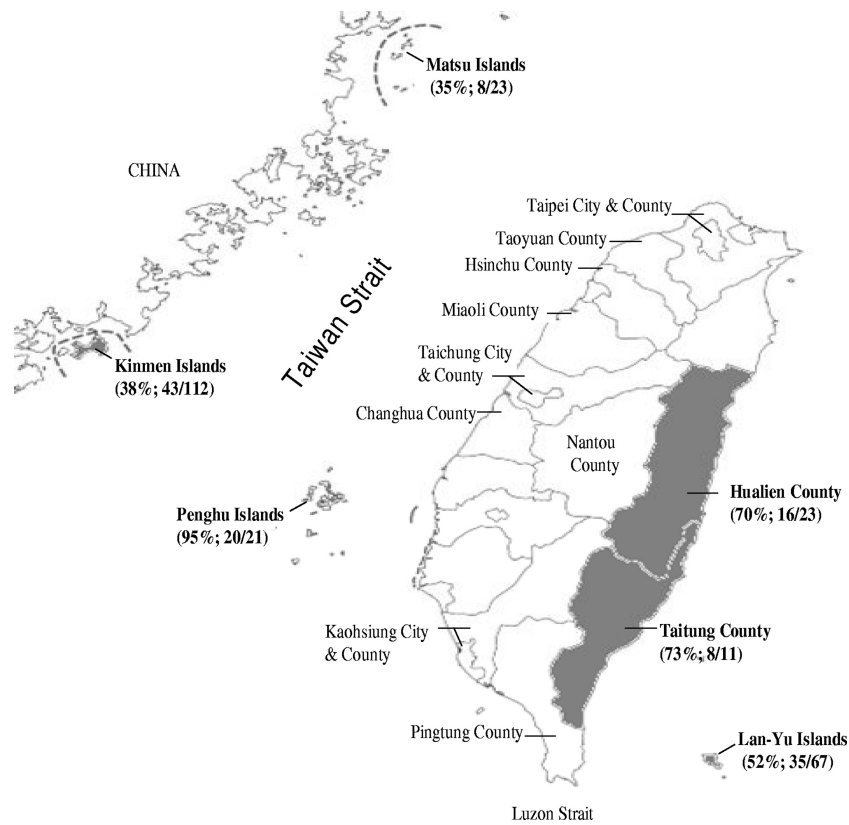 Matsu Islands
(35%; 8/23)
CHINA
Taipei City & County
Taoyuan County
Hsinchu County
Taiwan Strait
Miaoli County
Taichung City
& County
Kinmen Islands
(38%; 43/112)
Changhua County
Nantou
County
Hualien County
(70%; 16/23)
Penghu Islands
(95%; 20/21)
Kaohsiung City
& County
Taitung County
(73%; 8/11)
Pingtung County
Lan-Yu Islands
(52%; 35/67)
Luzon Strait